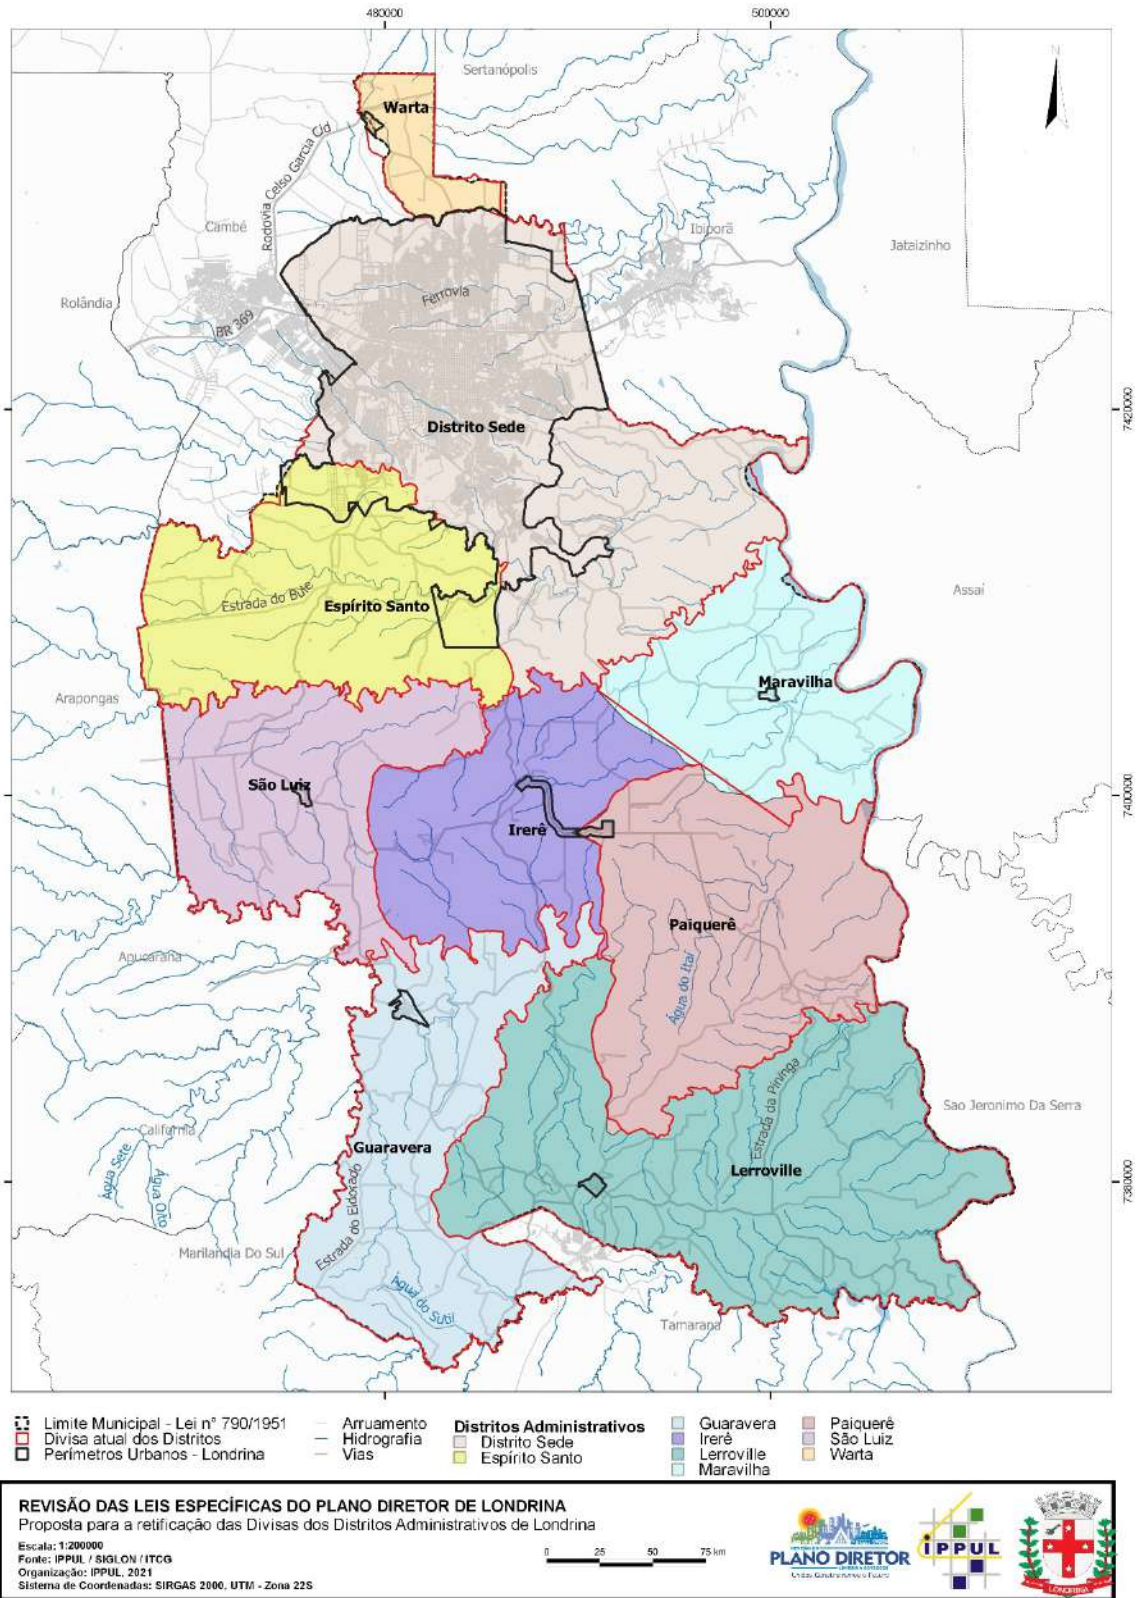 480000
500000
Sertanópolis
N
Warta
Rodovia Celso Garcia Cid
Cambé
Ibiporã
Jataizinho
Rolândia
Ferrovia
BR 369
7420000
Distrito Sede
Assaí
Estrada do Bule
Espírito Santo
Arapongas
Maravilha
São Luiz
7400000
Irerê
Paiquerê
Apucarana
Água do Itaí
Estrada da Pininga
Sao Jeronimo Da Serra
California
Água Sete
Água Oito
Guaravera
Lerroville
7380000
Estrada do Eldorado
Marilandia Do Sul
Água do Sutil
Tamarana
Limite Municipal - Lei n° 790/1951
Divisa atual dos Distritos
Perímetros Urbanos - Londrina
Arruamento
Hidrografia
Vias
Distritos Administrativos
Distrito Sede
Espírito Santo
Guaravera
Irerê
Lerroville
Maravilha
Paiquerê
São Luiz
Warta
REVISÃO DAS LEIS ESPECÍFICAS DO PLANO DIRETOR DE LONDRINA
Proposta para a retificação das Divisas dos Distritos Administrativos de Londrina
Escala: 1:200000
Fonte: IPPUL / SIGLON / ITCG
Organização: IPPUL, 2021
Sistema de Coordenadas: SIRGAS 2000, UTM - Zona 22S
0 25 50 75 km
PLANO DIRETOR
IPPUL
LONDRINA